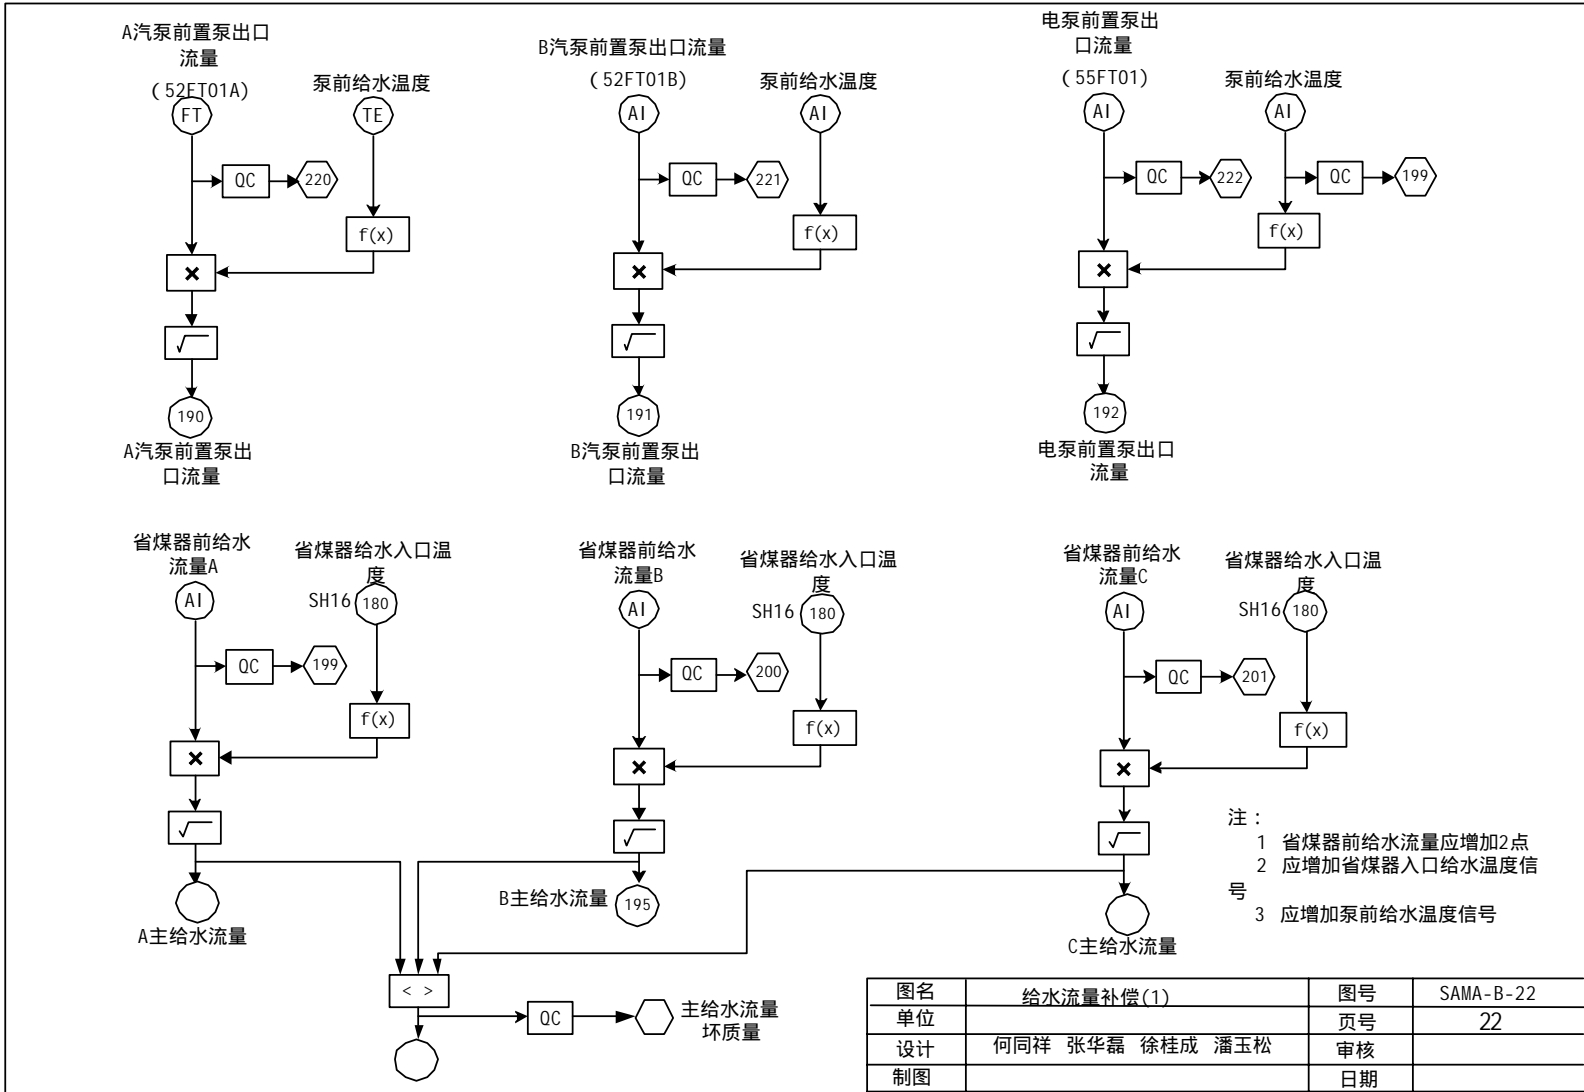 A汽泵前置泵出口
流量
(52FT01A)
泵前给水温度
FT
TE
QC
220
f(x)
×
√
190
A汽泵前置泵出
口流量
B汽泵前置泵出口流量
(52FT01B)
泵前给水温度
AI
AI
QC
221
f(x)
×
√
191
B汽泵前置泵出
口流量
电泵前置泵出
口流量
(55FT01)
泵前给水温度
AI
AI
QC
222
QC
199
f(x)
×
√
192
电泵前置泵出口
流量
省煤器前给水
流量A
省煤器给水入口温
度
AI
SH16
180
QC
199
f(x)
×
√
A主给水流量
省煤器前给水
流量B
省煤器给水入口温
度
AI
SH16
180
QC
200
f(x)
×
√
B主给水流量
195
省煤器前给水
流量C
省煤器给水入口温
度
AI
SH16
180
QC
201
f(x)
×
√
C主给水流量
< >
QC
主给水流量
坏质量
注：
1 省煤器前给水流量应增加2点
2 应增加省煤器入口给水温度信
号
3 应增加泵前给水温度信号
图名 给水流量补偿(1) 图号 SAMA-B-22
单位 页号 22
设计 何同祥 张华磊 徐桂成 潘玉松 审核
制图 日期